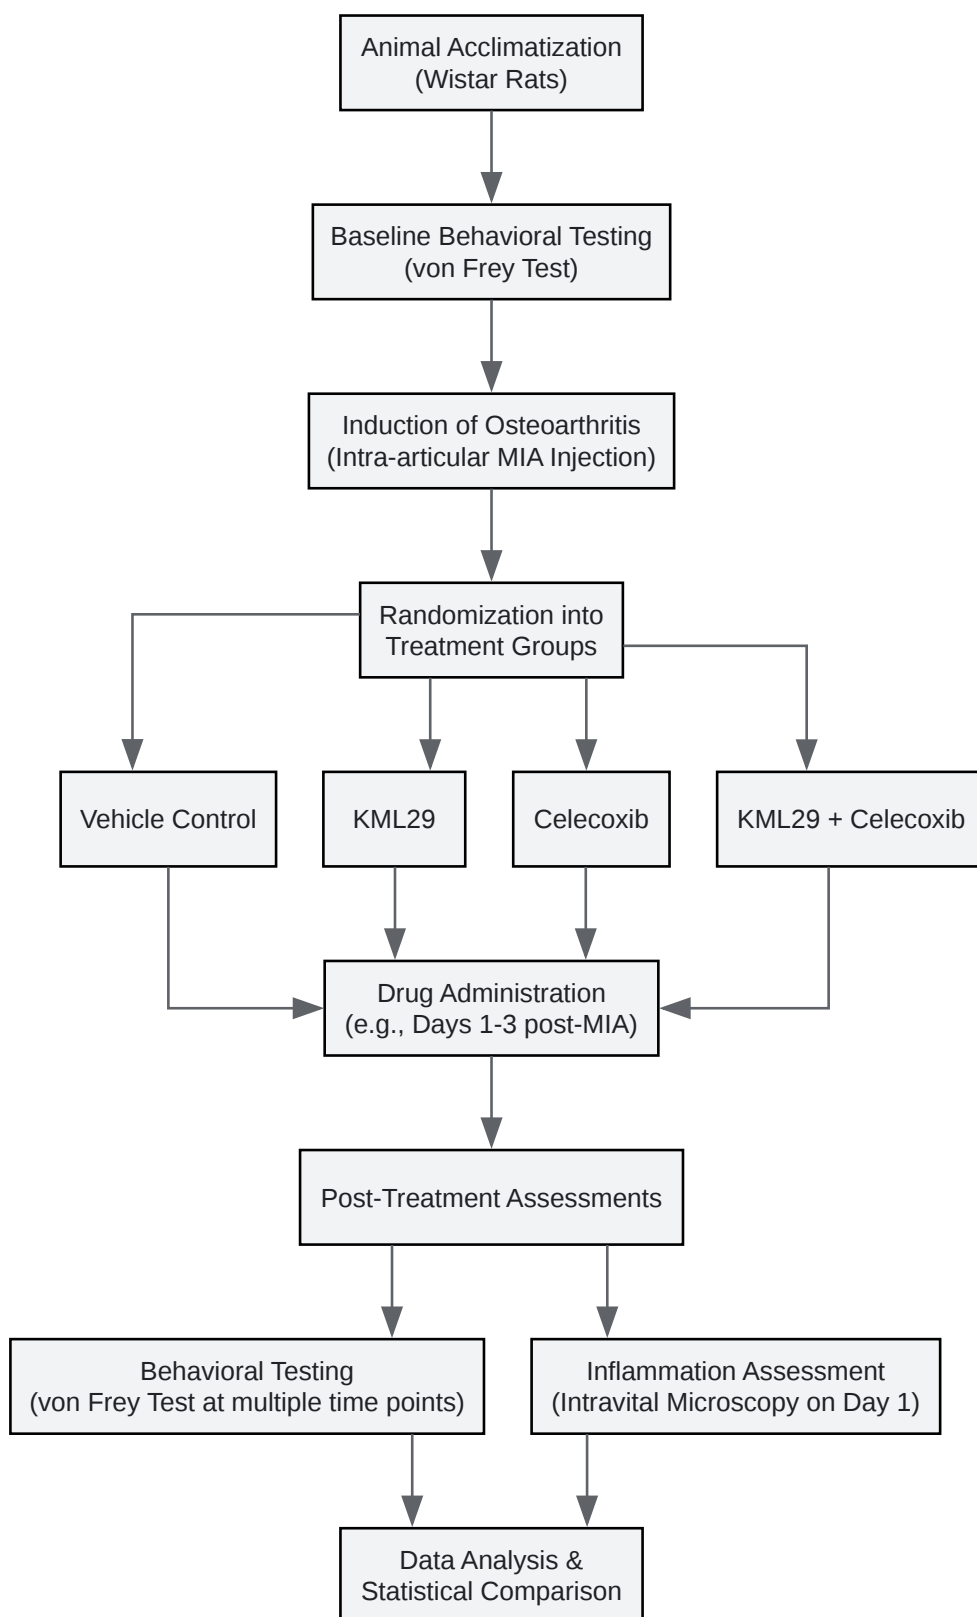 Animal Acclimatization
(Wistar Rats)
Baseline Behavioral Testing
(von Frey Test)
Induction of Osteoarthritis
(Intra-articular MIA Injection)
Randomization into
Treatment Groups
Vehicle Control
KML29
Celecoxib
KML29 + Celecoxib
Drug Administration
(e.g., Days 1-3 post-MIA)
Post-Treatment Assessments
Behavioral Testing
(von Frey Test at multiple time points)
Inflammation Assessment
(Intravital Microscopy on Day 1)
Data Analysis &
Statistical Comparison